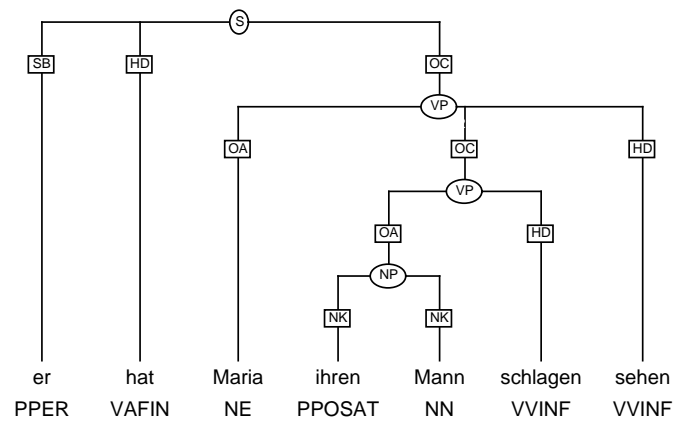 S
SB HD OC
VP
OA OC HD
VP
OA HD
NP
NK NK
er hat Maria ihren Mann schlagen sehen
PPER VAFIN NE PPOSAT NN VVINF VVINF